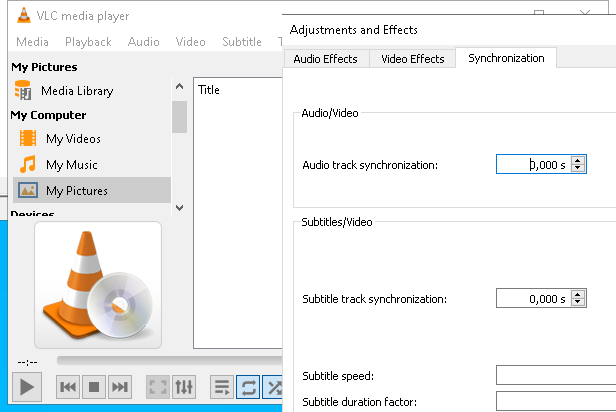 VLC media player
Media Playback Audio Video Subtitle
My Pictures
Media Library
My Computer
My Videos
My Music
My Pictures
Devices
Title
--:--
Adjustments and Effects
Audio Effects Video Effects Synchronization
Audio/Video
Audio track synchronization: 0,000 s
Subtitles/Video
Subtitle track synchronization: 0,000 s
Subtitle speed:
Subtitle duration factor: